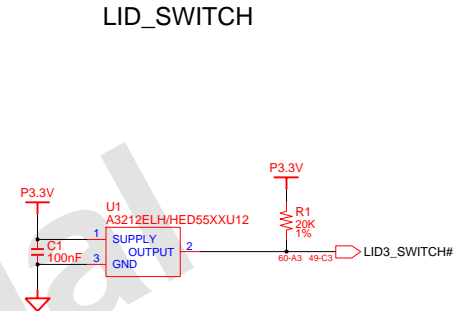 LID_SWITCH
P3.3V
P3.3V
U1
A3212ELH/HED55XXU12
R1
20K
1%
1
SUPPLY
OUTPUT
2
C1
100nF
3
GND
60-A3
49-C3
LID3_SWITCH#